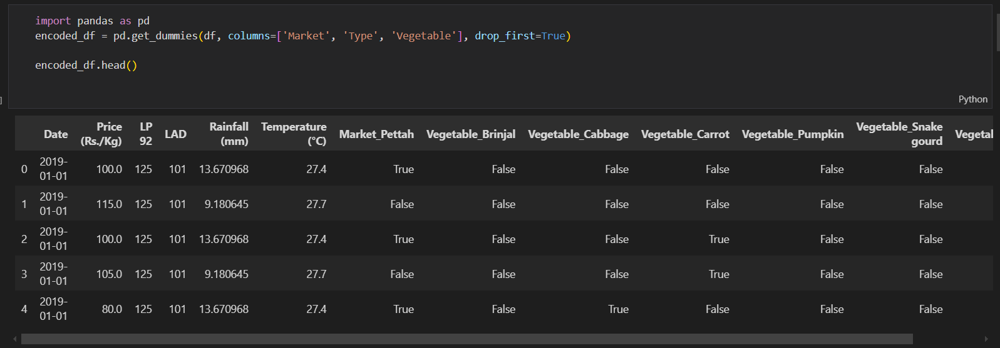 import pandas as pd
encoded_df = pd.get_dummies(df, columns=['Market', 'Type', 'Vegetable'], drop_first=True)
encoded_df.head()
]
Python
Date Price (Rs./Kg) LP 92 LAD Rainfall (mm) Temperature (°C) Market_Pettah Vegetable_Brinjal Vegetable_Cabbage Vegetable_Carrot Vegetable_Pumpkin Vegetable_Snake gourd Vegetal
0 2019-01-01 100.0 125 101 13.670968 27.4 True False False False False False
1 2019-01-01 115.0 125 101 9.180645 27.7 False False False False False False
2 2019-01-01 100.0 125 101 13.670968 27.4 True False False True False False
3 2019-01-01 105.0 125 101 9.180645 27.7 False False False True False False
4 2019-01-01 80.0 125 101 13.670968 27.4 True False True False False False